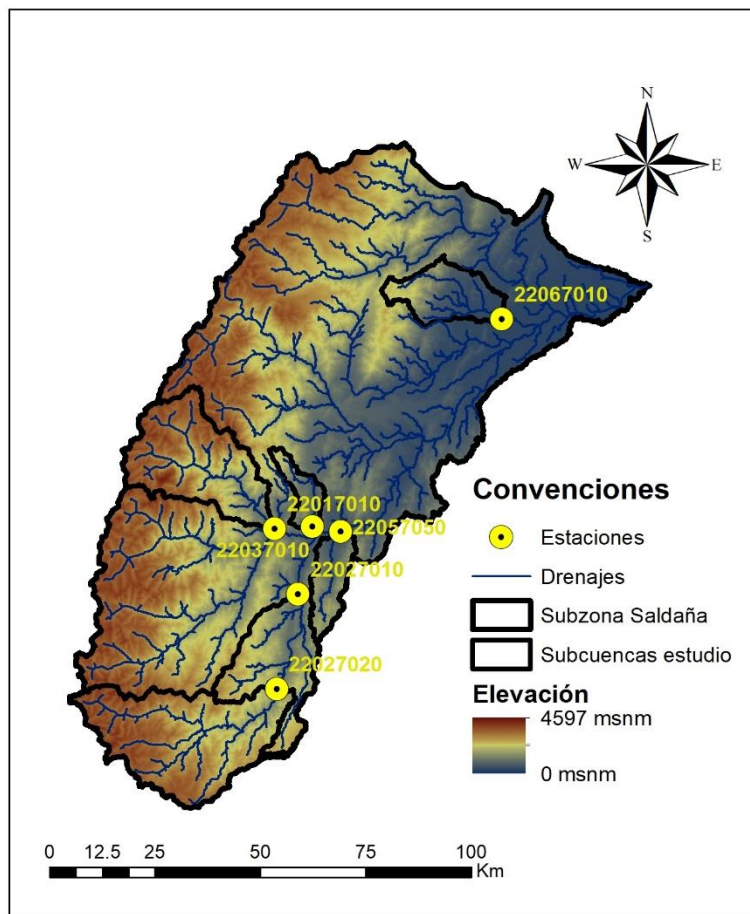 N
W
E
S
22067010
22017010
22057050
22037010
22027010
22027020
Convenciones
Estaciones
Drenajes
Subzona Saldaña
Subcuencas estudio
Elevación
4597 msnm
0 msnm
0 12.5 25 50 75 100
Km